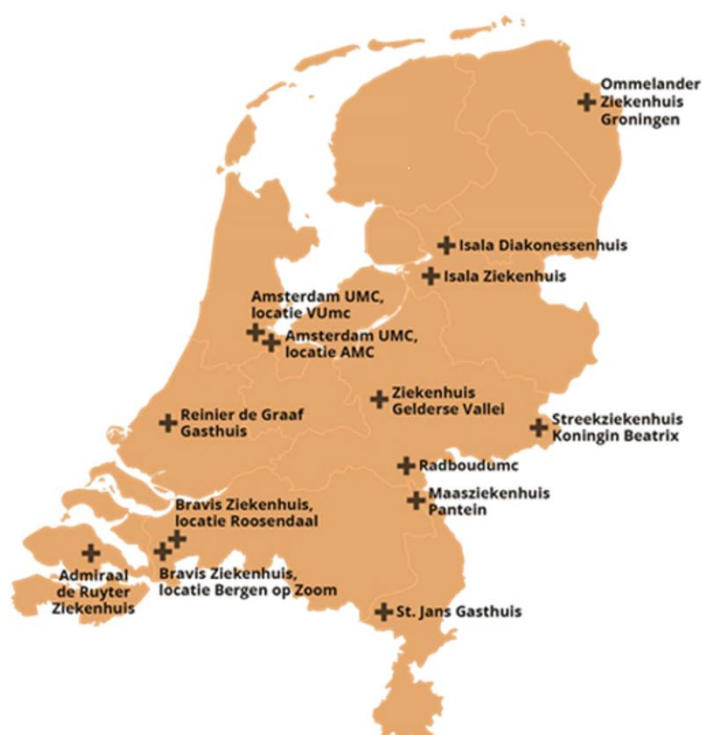 Ommelander
Ziekenhuis
Groningen
Isala Diakonessenhuis
Isala Ziekenhuis
Amsterdam UMC,
locatie VUmc
Amsterdam UMC,
locatie AMC
Ziekenhuis
Gelderse Vallei
Reinier de Graaf
Gasthuis
Streekziekenhuis
Koningin Beatrix
Radboudumc
Maasziekenhuis
Pantein
Bravis Ziekenhuis,
locatie Roosendaal
Bravis Ziekenhuis,
locatie Bergen op Zoom
Admiraal
de Ruyter
Ziekenhuis
St. Jans Gasthuis